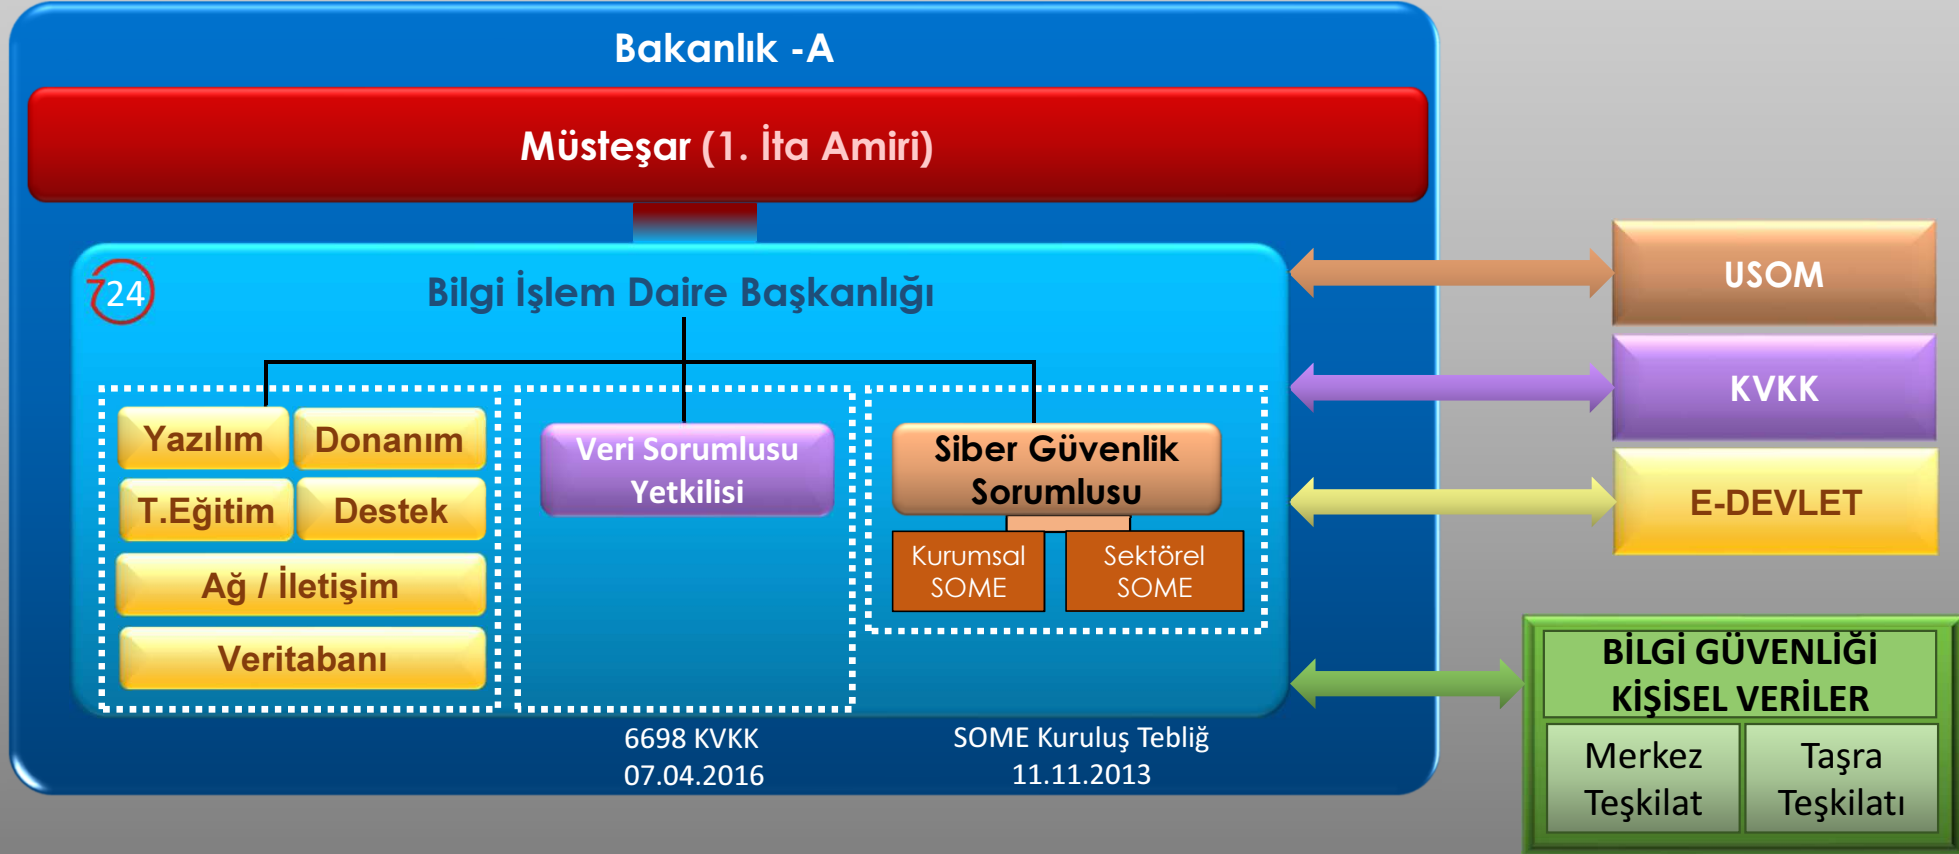 Bakanlık -A
Müsteşar (1. İta Amiri)
724
Bilgi İşlem Daire Başkanlığı
Yazılım
Donanım
T.Eğitim
Destek
Ağ / İletişim
Veritabanı
Veri Sorumlusu
Yetkilisi
Siber Güvenlik
Sorumlusu
Kurumsal
SOME
Sektörel
SOME
6698 KVKK
07.04.2016
SOME Kuruluş Tebliğ
11.11.2013
USOM
KVKK
E-DEVLET
BİLGİ GÜVENLİĞİ
KİŞİSEL VERİLER
Merkez
Teşkilat
Taşra
Teşkilatı